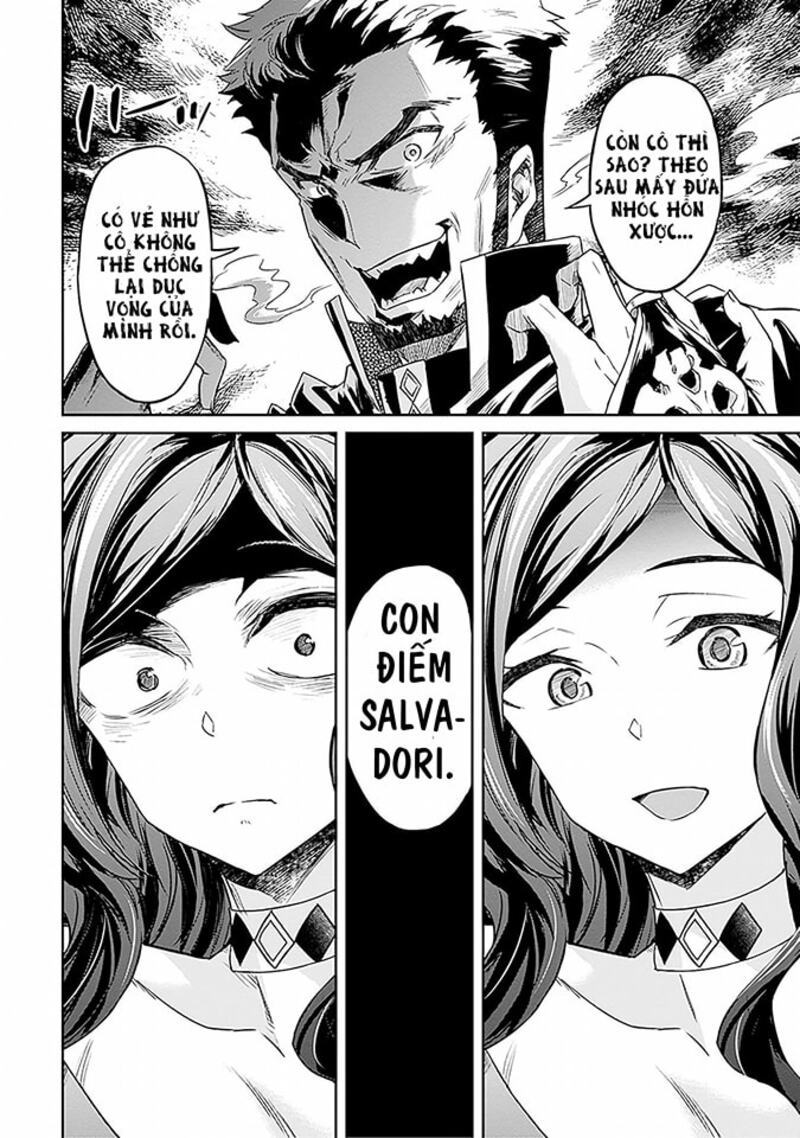 CÒN CÔ THÌ
SAO? THEO
SAU MẤY ĐỨA
NHÓC HỖN
XƯỢC...
CÓ VẺ NHƯ
CÔ KHÔNG
THỂ CHỐNG
LẠI DỤC
VỌNG CỦA
MÌNH RỒI.
CON
ĐIẾM
SALVA-
DORI.